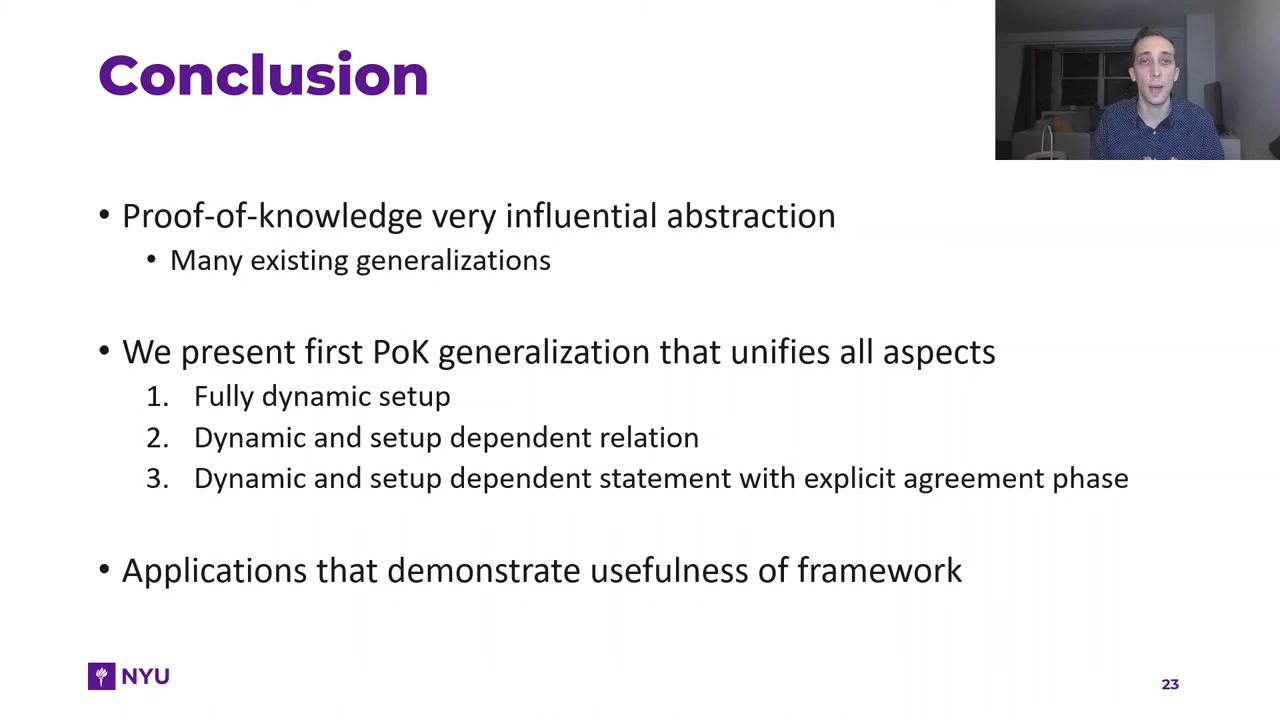 Conclusion
• Proof-of-knowledge very influential abstraction
• Many existing generalizations
• We present first PoK generalization that unifies all aspects
1. Fully dynamic setup
2. Dynamic and setup dependent relation
3. Dynamic and setup dependent statement with explicit agreement phase
• Applications that demonstrate usefulness of framework
NYU
23